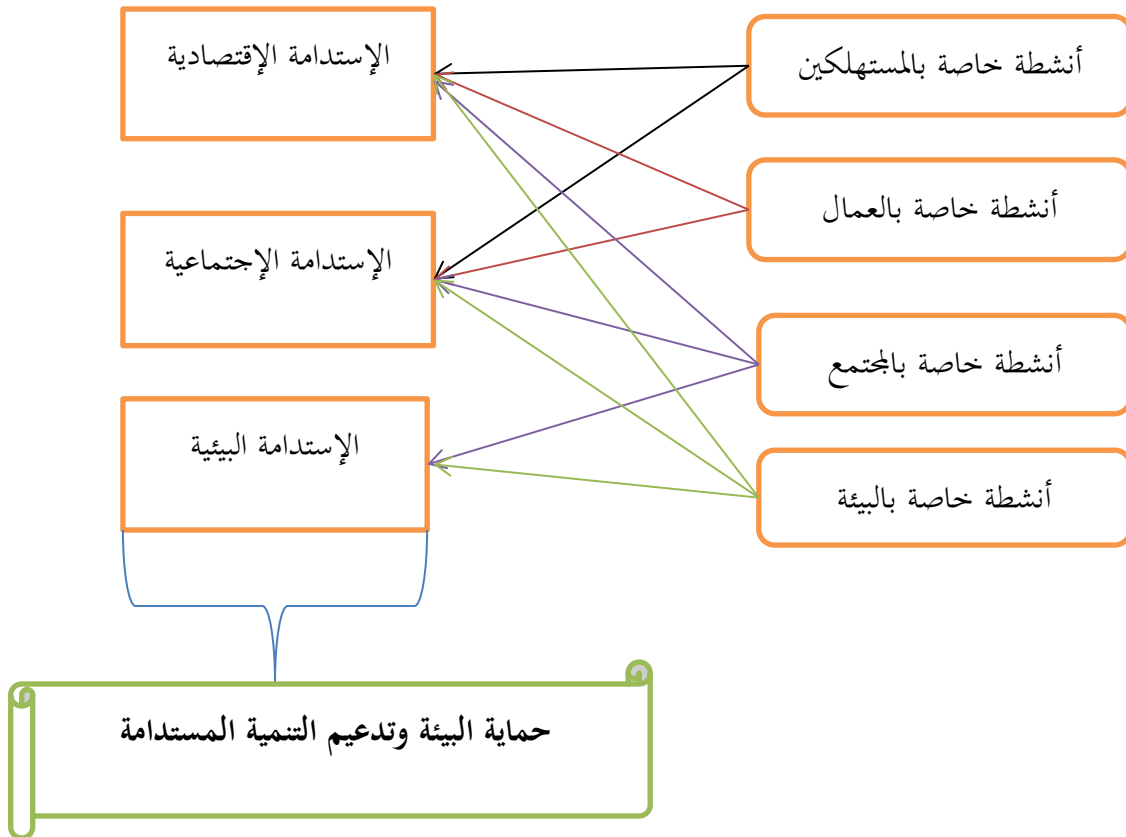 أنشطة خاصة بالمستهلكين
الإستدامة الإقتصادية
أنشطة خاصة بالعمال
الإستدامة الإجتماعية
أنشطة خاصة بالمجتمع
الإستدامة البيئية
أنشطة خاصة بالبيئة
حماية البيئة وتدعيم التنمية المستدامة